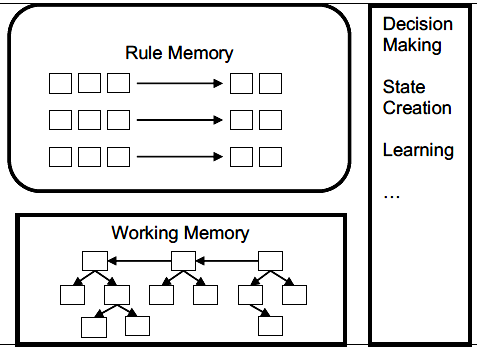 Rule Memory
Working Memory
Decision
Making
State
Creation
Learning
...